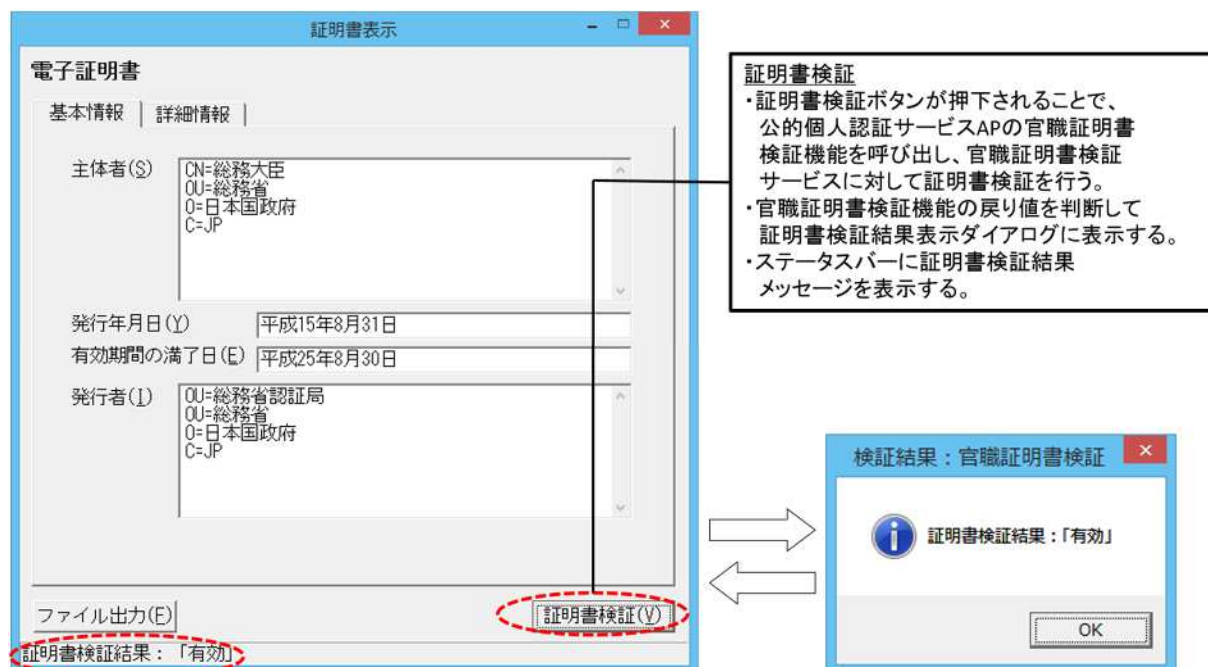 証明書表示
電子証明書
基本情報
詳細情報
主体者(S)
CN=総務大臣
OU=総務省
O=日本国政府
C=JP
発行年月日(Y)
平成15年8月31日
有効期間の満了日(E)
平成25年8月30日
発行者(I)
OU=総務省認証局
OU=総務省
O=日本国政府
C=JP
ファイル出力(F)
証明書検証(V)
証明書検証結果：「有効」
証明書検証
・証明書検証ボタンが押下されることで、
公的個人認証サービスAPの官職証明書
検証機能を呼び出し、官職証明書検証
サービスに対して証明書検証を行う。
・官職証明書検証機能の戻り値を判断して
証明書検証結果表示ダイアログに表示する。
・ステータスバーに証明書検証結果
メッセージを表示する。
検証結果：官職証明書検証
証明書検証結果：「有効」
OK